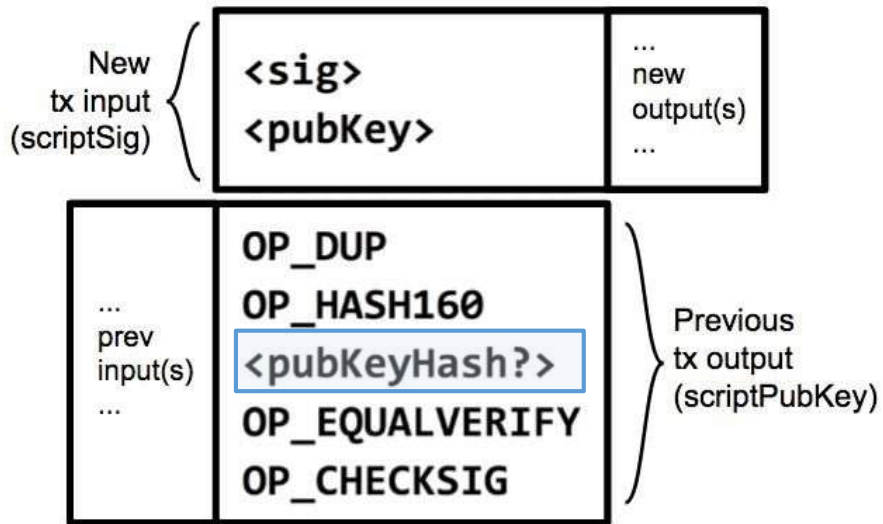 New
tx input
(scriptSig)
<sig>
<pubKey>
...
new
output(s)
...
...
prev
input(s)
...
OP_DUP
OP_HASH160
<pubKeyHash?>
OP_EQUALVERIFY
OP_CHECKSIG
Previous
tx output
(scriptPubKey)